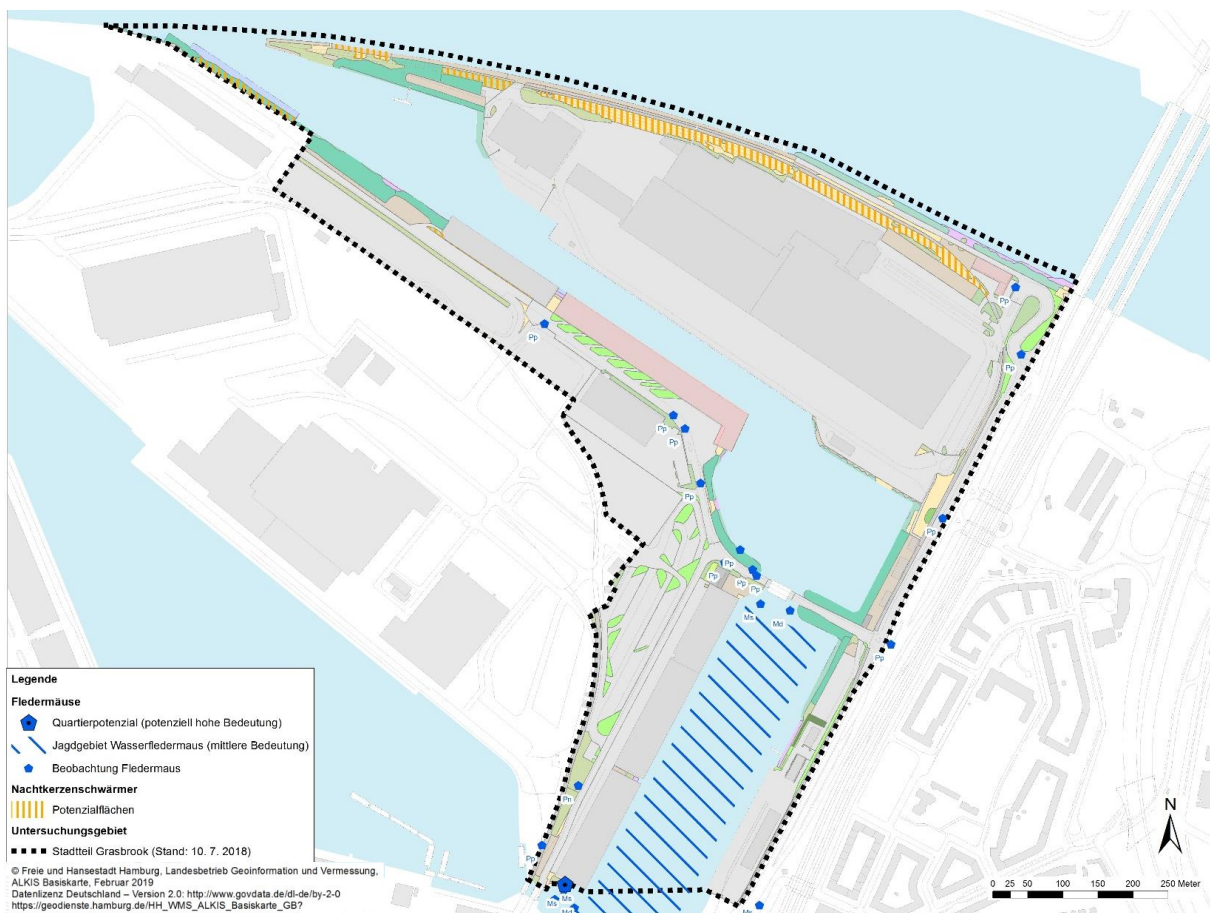 Pp
Pp
Pp
Pp
Pp
Pp
Pp
Pp
Pp
Pp
Pp
Ms
Md
Pp
Pn
Pp
Ms
Md
Ms
Legende
Fledermäuse
Quartierpotenzial (potenziell hohe Bedeutung)
Jagdgebiet Wasserfledermaus (mittlere Bedeutung)
Beobachtung Fledermaus
Nachtkerzenschwärmer
Potenzialflächen
Untersuchungsgebiet
Stadtteil Grasbrook (Stand: 10. 7. 2018)
© Freie und Hansestadt Hamburg, Landesbetrieb Geoinformation und Vermessung,
ALKIS Basiskarte, Februar 2019
Datenlizenz Deutschland – Version 2.0: http://www.govdata.de/dl-de/by-2-0
https://geodienste.hamburg.de/HH_WMS_ALKIS_Basiskarte_GB?
N
0 25 50 100 150 200 250 Meter